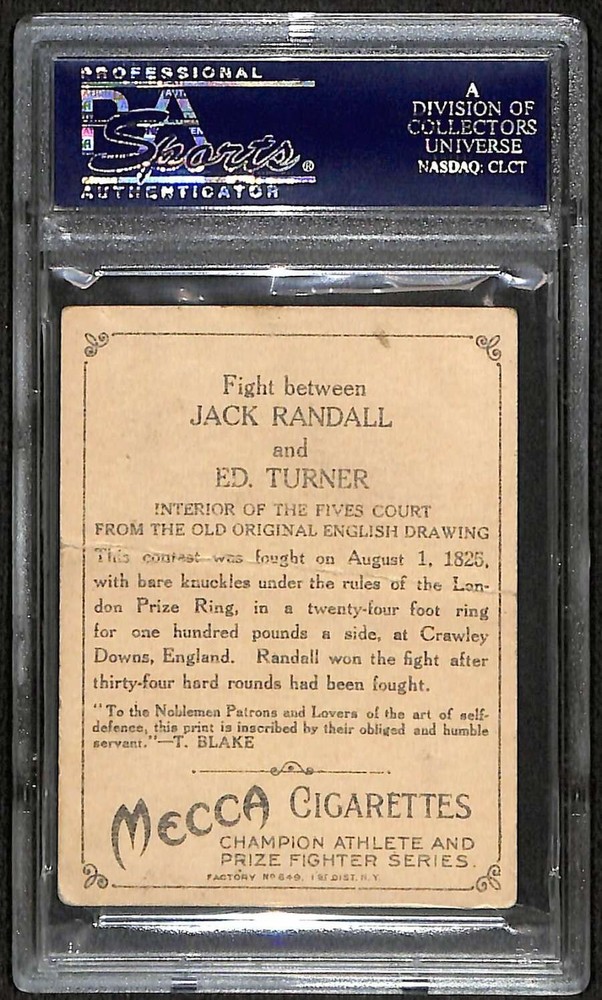 PROFESSIONAL
PSA
Sports®
AUTHENTICATOR
A
DIVISION OF
COLLECTORS
UNIVERSE
NASDAQ: CLCT
Fight between
JACK RANDALL
and
ED. TURNER
INTERIOR OF THE FIVES COURT
FROM THE OLD ORIGINAL ENGLISH DRAWING
This contest was fought on August 1, 1825,
with bare knuckles under the rules of the Lon-
don Prize Ring, in a twenty-four foot ring
for one hundred pounds a side, at Crawley
Downs, England. Randall won the fight after
thirty-four hard rounds had been fought.
"To the Noblemen Patrons and Lovers of the art of self-
defence, this print is inscribed by their obliged and humble
servant."—T. BLAKE
MECCA CIGARETTES
CHAMPION ATHLETE AND
PRIZE FIGHTER SERIES.
FACTORY Nº 649. 1ST DIST. N.Y.